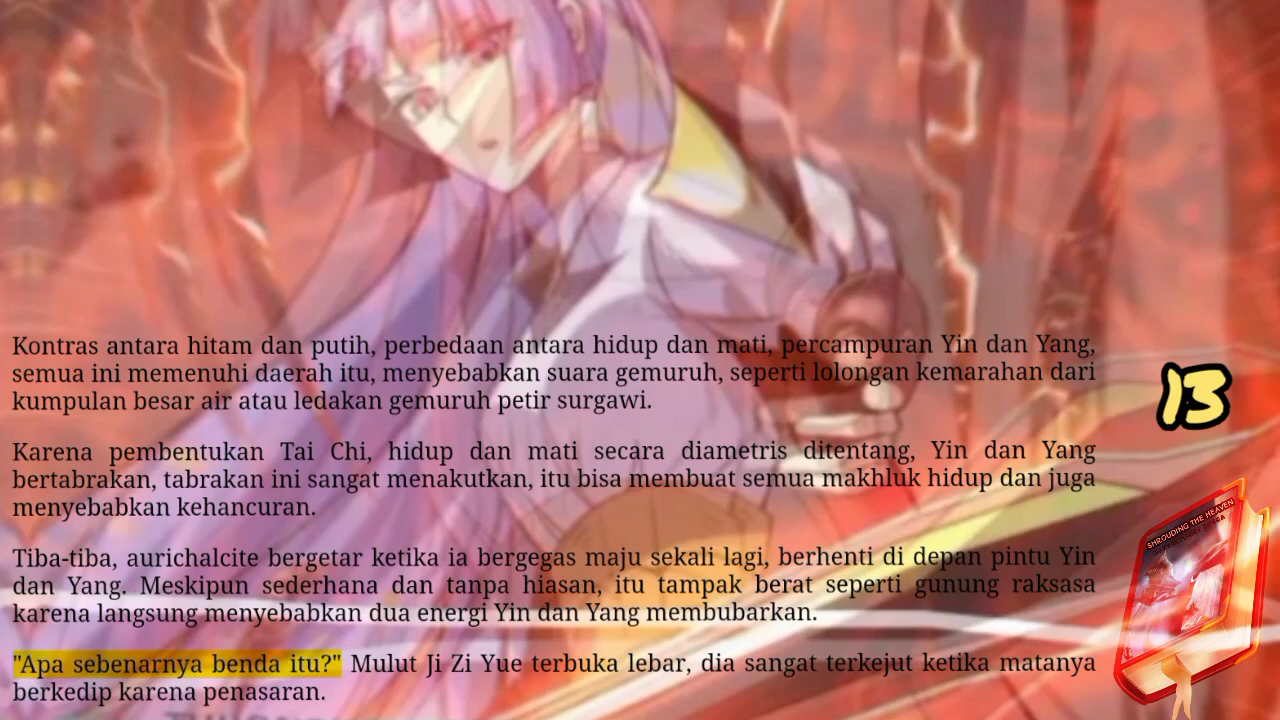 Kontras antara hitam dan putih, perbedaan antara hidup dan mati, percampuran Yin dan Yang,
semua ini memenuhi daerah itu, menyebabkan suara gemuruh, seperti lolongan kemarahan dari
kumpulan besar air atau ledakan gemuruh petir surgawi.
Karena pembentukan Tai Chi, hidup dan mati secara diametris ditentang, Yin dan Yang
bertabrakan, tabrakan ini sangat menakutkan, itu bisa membuat semua makhluk hidup dan juga
menyebabkan kehancuran.
Tiba-tiba, aurichalcite bergetar ketika ia bergegas maju sekali lagi, berhenti di depan pintu Yin
dan Yang. Meskipun sederhana dan tanpa hiasan, itu tampak berat seperti gunung raksasa
karena langsung menyebabkan dua energi Yin dan Yang membubarkan.
"Apa sebenarnya benda itu?" Mulut Ji Zi Yue terbuka lebar, dia sangat terkejut ketika matanya
berkedip karena penasaran.
13
SHROUDING THE HEAVEN